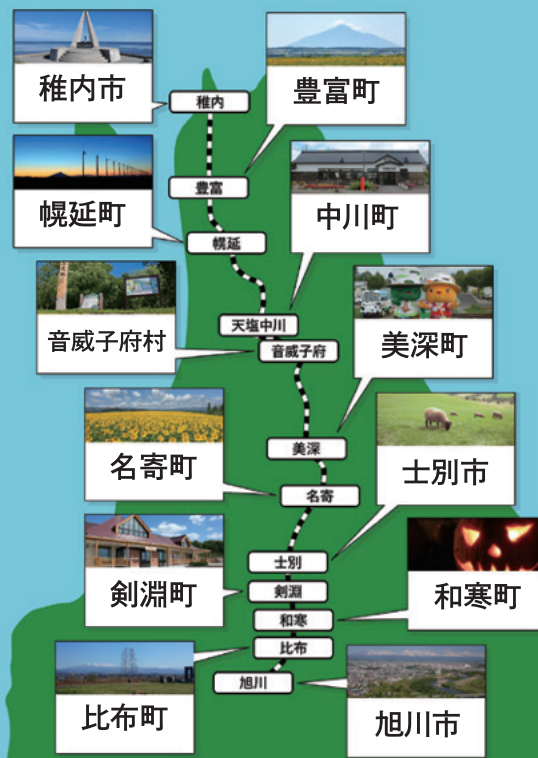 稚内市
豊富町
稚内
幌延町
中川町
豊富
幌延
音威子府村
美深町
天塩中川
音威子府
名寄町
士別市
美深
名寄
剣淵町
和寒町
士別
剣淵
和寒
比布
比布町
旭川市
旭川